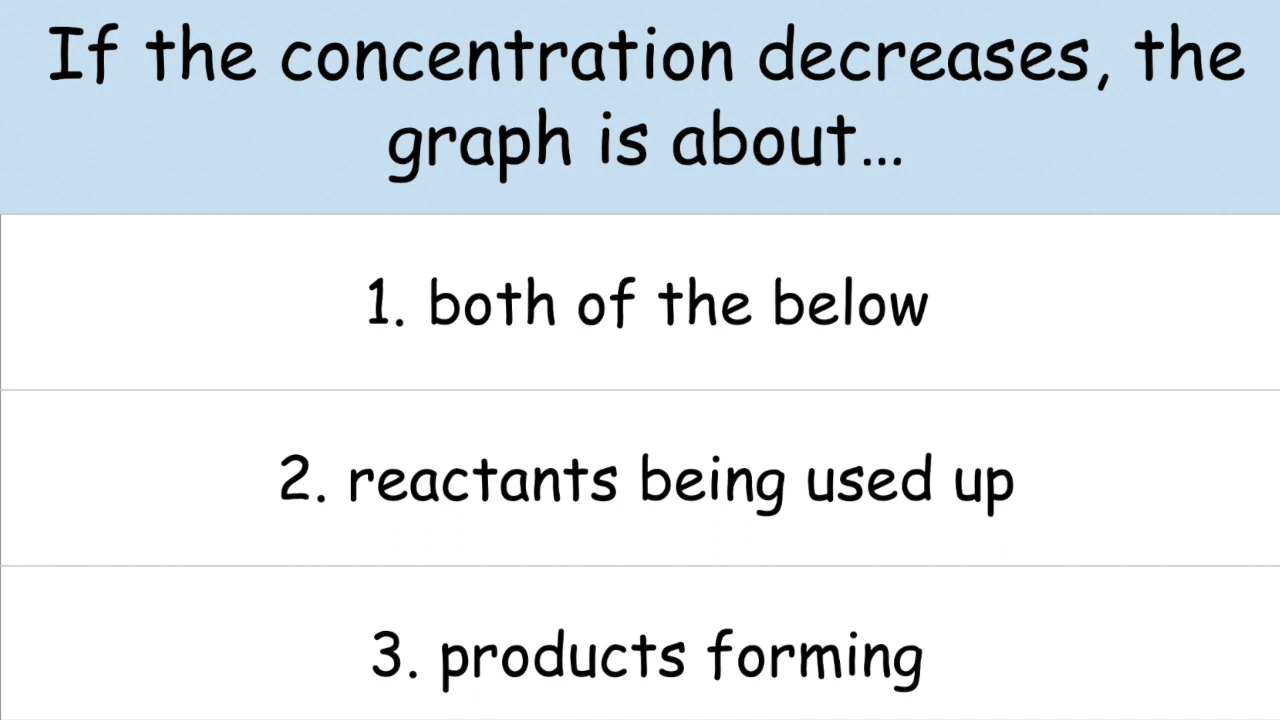 If the concentration decreases, the
graph is about...
1. both of the below
2. reactants being used up
3. products forming